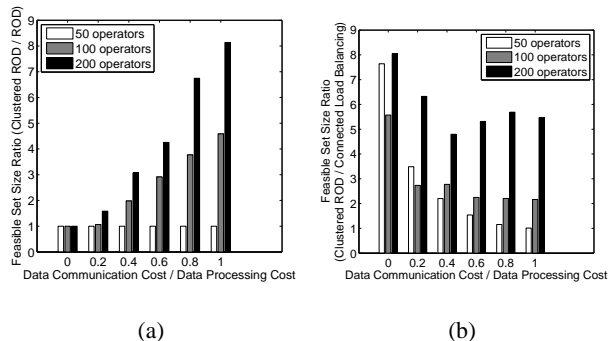 Feasible Set Size Ratio (Clustered ROD / ROD)
9
8
7
6
5
4
3
2
1
0
50 operators
100 operators
200 operators
0 0.2 0.4 0.6 0.8 1
Data Communication Cost / Data Processing Cost
(a)
Feasible Set Size Ratio
(Clustered ROD / Connected Load Balancing)
9
8
7
6
5
4
3
2
1
0
50 operators
100 operators
200 operators
0 0.2 0.4 0.6 0.8 1
Data Communication Cost / Data Processing Cost
(b)